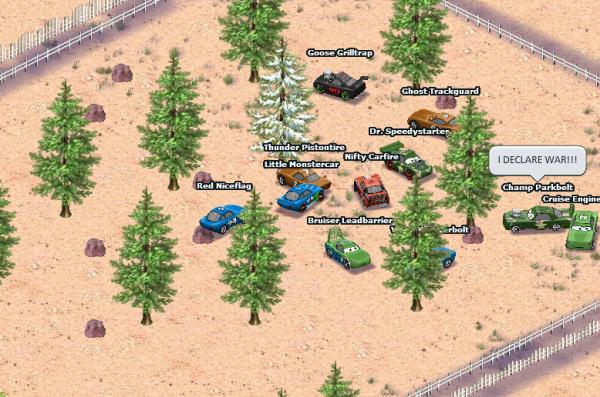 Goose Grilltrap
Ghost Trackguard
Dr. Speedystarter
Thunder Pistontire
Nifty Carfire
I DECLARE WAR!!!
Little Monstercar
Red Niceflag
Champ Parkbelt
Cruise Engine
Bruiser Leadbarrier